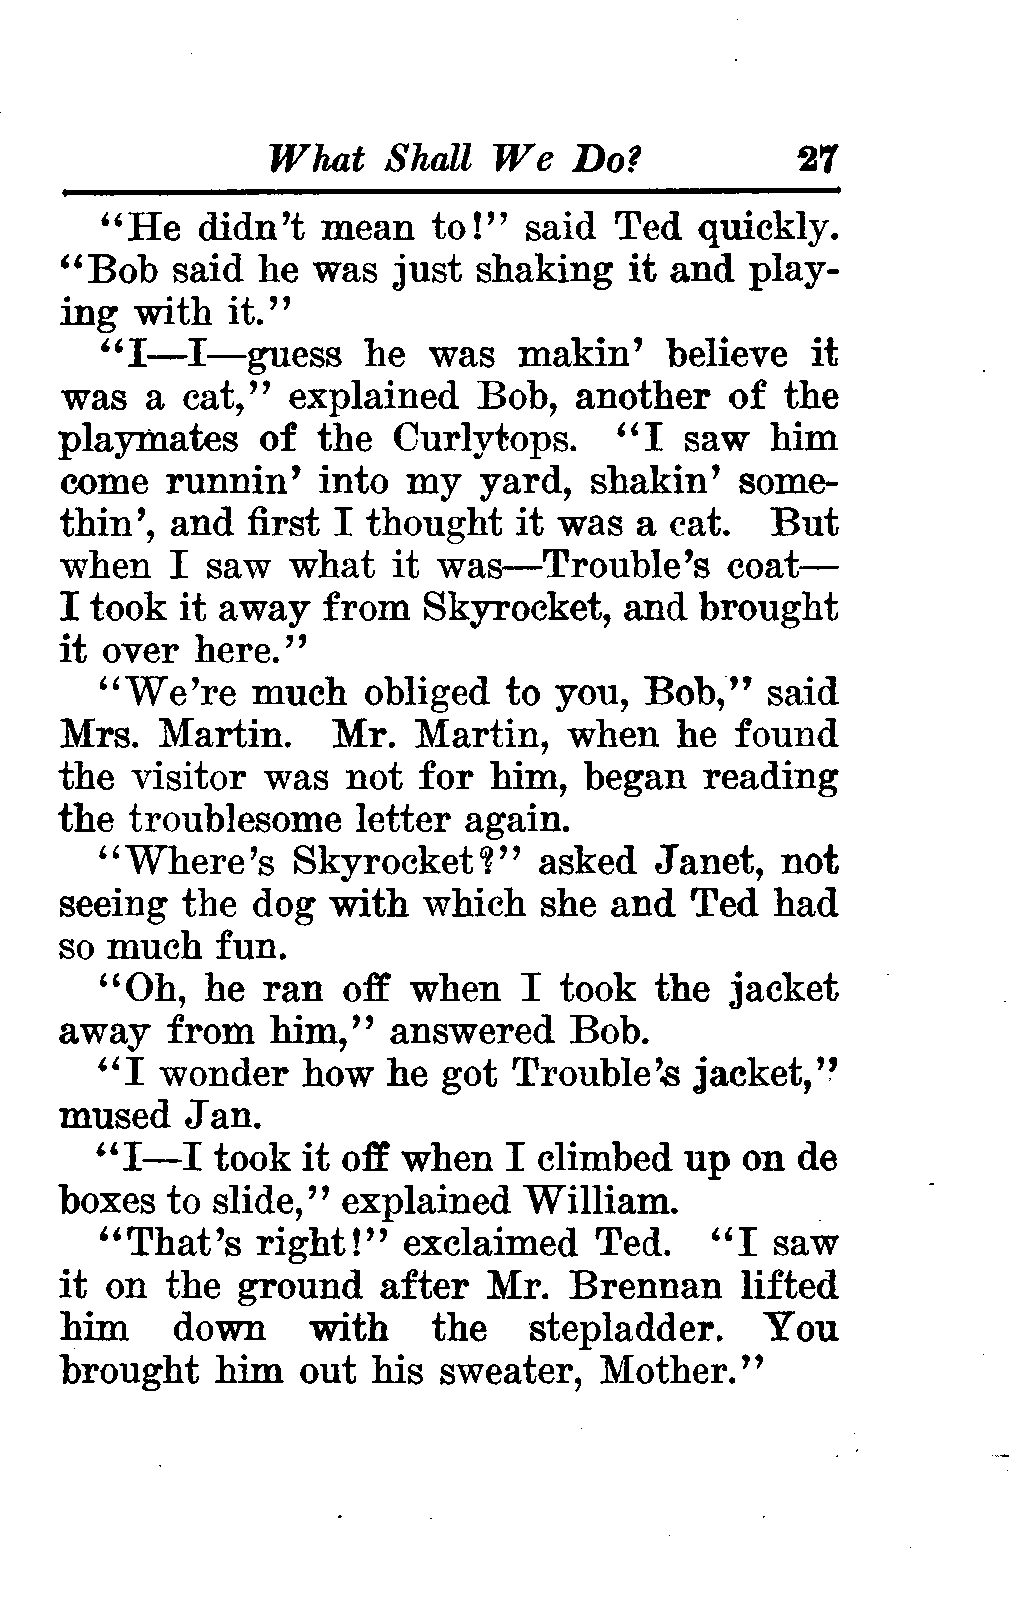 What Shall We Do? 27
“He didn’t mean to!” said Ted quickly.
“Bob said he was just shaking it and play-
ing with it.”
“I—I—guess he was makin’ believe it
was a cat,” explained Bob, another of the
playmates of the Curlytops. “I saw him
come runnin’ into my yard, shakin’ some-
thin’, and first I thought it was a cat. But
when I saw what it was—Trouble’s coat—
I took it away from Skyrocket, and brought
it over here.”
“We’re much obliged to you, Bob,” said
Mrs. Martin. Mr. Martin, when he found
the visitor was not for him, began reading
the troublesome letter again.
“Where’s Skyrocket?” asked Janet, not
seeing the dog with which she and Ted had
so much fun.
“Oh, he ran off when I took the jacket
away from him,” answered Bob.
“I wonder how he got Trouble’s jacket,”
mused Jan.
“I—I took it off when I climbed up on de
boxes to slide,” explained William.
“That’s right!” exclaimed Ted. “I saw
it on the ground after Mr. Brennan lifted
him down with the stepladder. You
brought him out his sweater, Mother.”